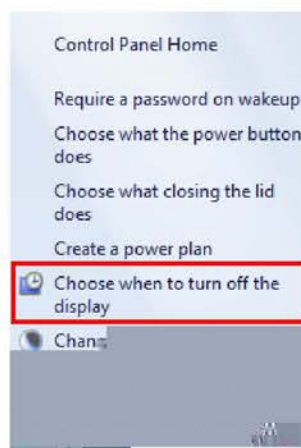 Control Panel Home
Require a password on wakeup
Choose what the power button
does
Choose what closing the lid
does
Create a power plan
Choose when to turn off the
display